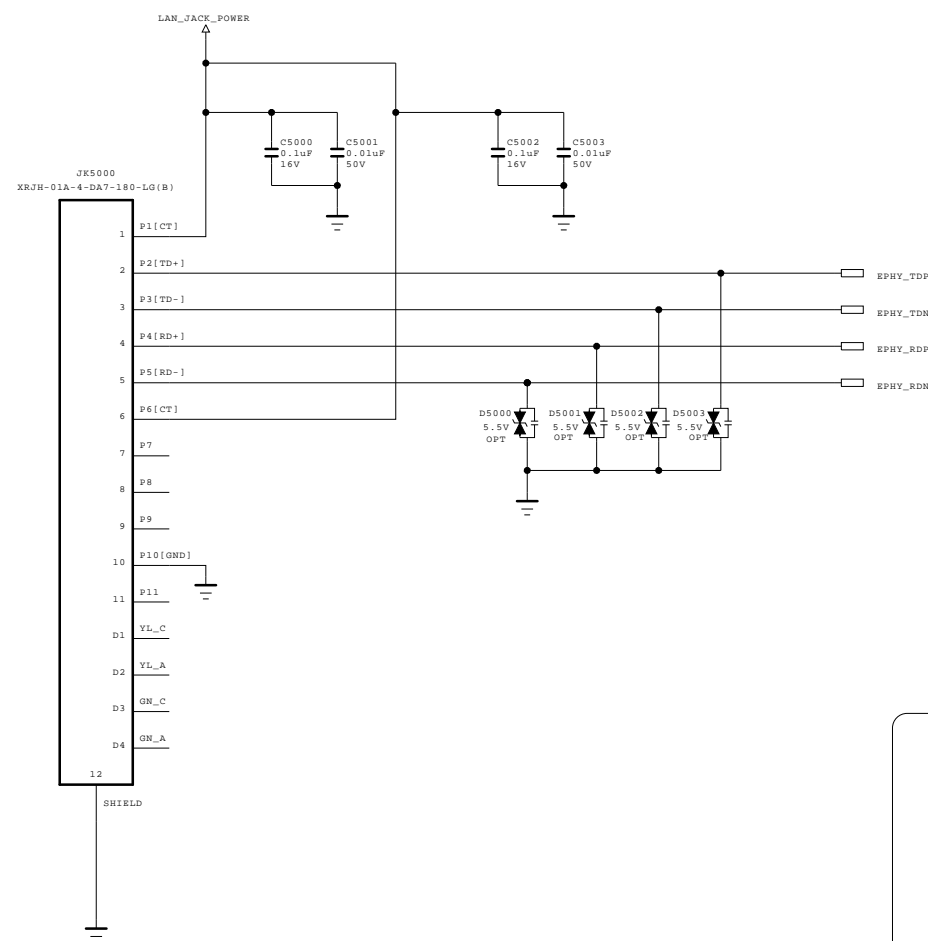 LAN_JACK_POWER
C5000
0.1uF
16V
C5001
0.01uF
50V
C5002
0.1uF
16V
C5003
0.01uF
50V
JK5000
XRJH-01A-4-DA7-180-LG(B)
1 P1[CT]
2 P2[TD+]
EPHY_TDP
3 P3[TD-]
EPHY_TDN
4 P4[RD+]
EPHY_RDP
5 P5[RD-]
EPHY_RDN
6 P6[CT]
D5000
5.5V
OPT
D5001
5.5V
OPT
D5002
5.5V
OPT
D5003
5.5V
OPT
7 P7
8 P8
9 P9
10 P10[GND]
11 P11
D1 YL_C
D2 YL_A
D3 GN_C
D4 GN_A
12
SHIELD